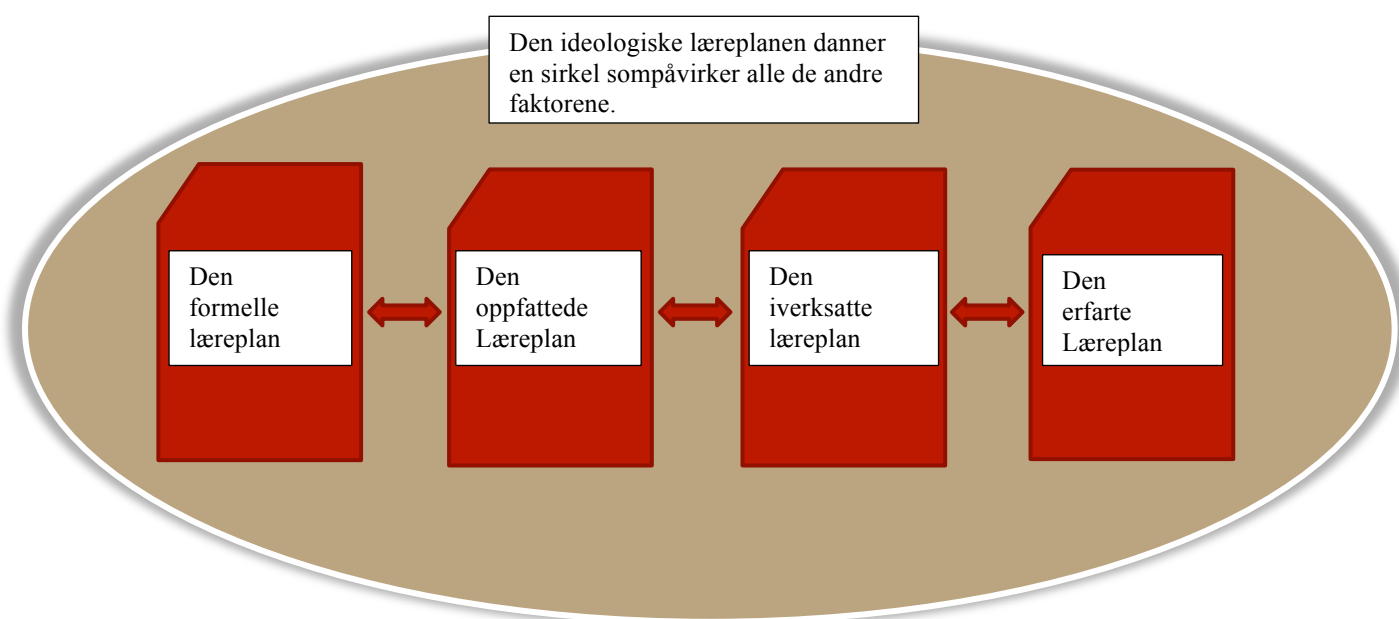 Den ideologiske læreplanen danner
en sirkel sompåvirker alle de andre
faktorene.
Den
formelle
læreplan
Den
oppfattede
Læreplan
Den
iverksatte
læreplan
Den
erfarte
Læreplan